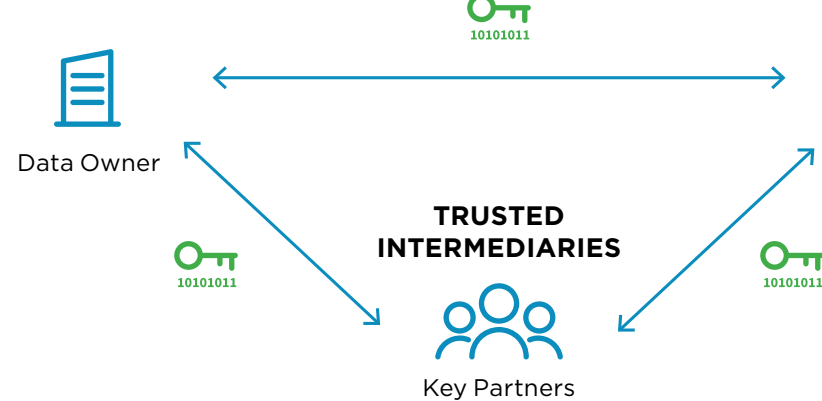 10101011
Data Owner
TRUSTED
INTERMEDIARIES
10101011
10101011
Key Partners